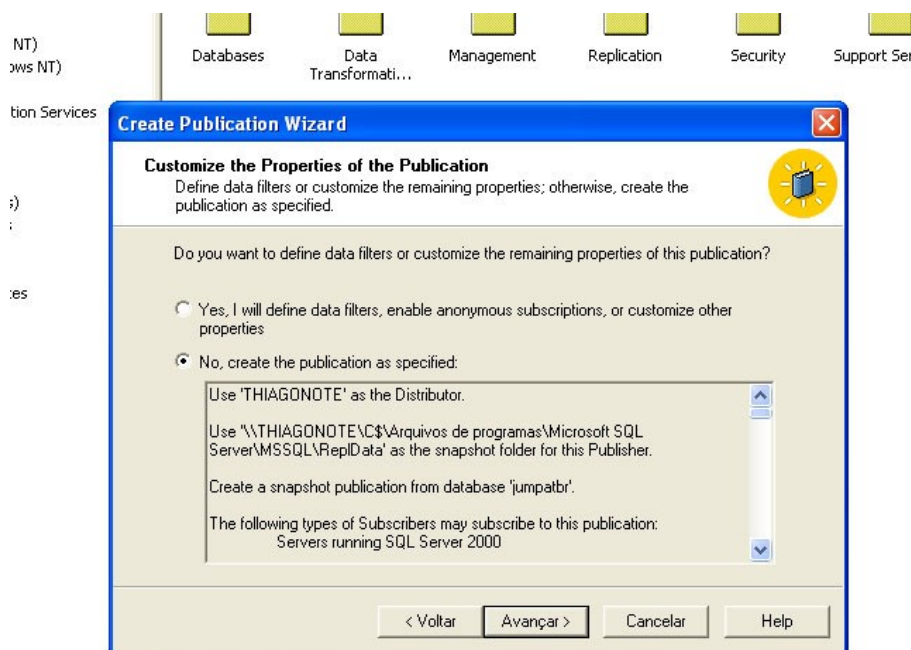 NT)
ows NT)
tion Services
s)
s
ces
Databases
Data
Transformati...
Management
Replication
Security
Support Ser
Create Publication Wizard
Customize the Properties of the Publication
Define data filters or customize the remaining properties; otherwise, create the
publication as specified.
Do you want to define data filters or customize the remaining properties of this publication?
Yes, I will define data filters, enable anonymous subscriptions, or customize other
properties
No, create the publication as specified:
Use 'THIAGONOTE' as the Distributor.
Use '\\THIAGONOTE\C$\Arquivos de programas\Microsoft SQL
Server\MSSQL\ReplData' as the snapshot folder for this Publisher.
Create a snapshot publication from database 'jumpatbr'.
The following types of Subscribers may subscribe to this publication:
Servers running SQL Server 2000
< Voltar
Avançar >
Cancelar
Help